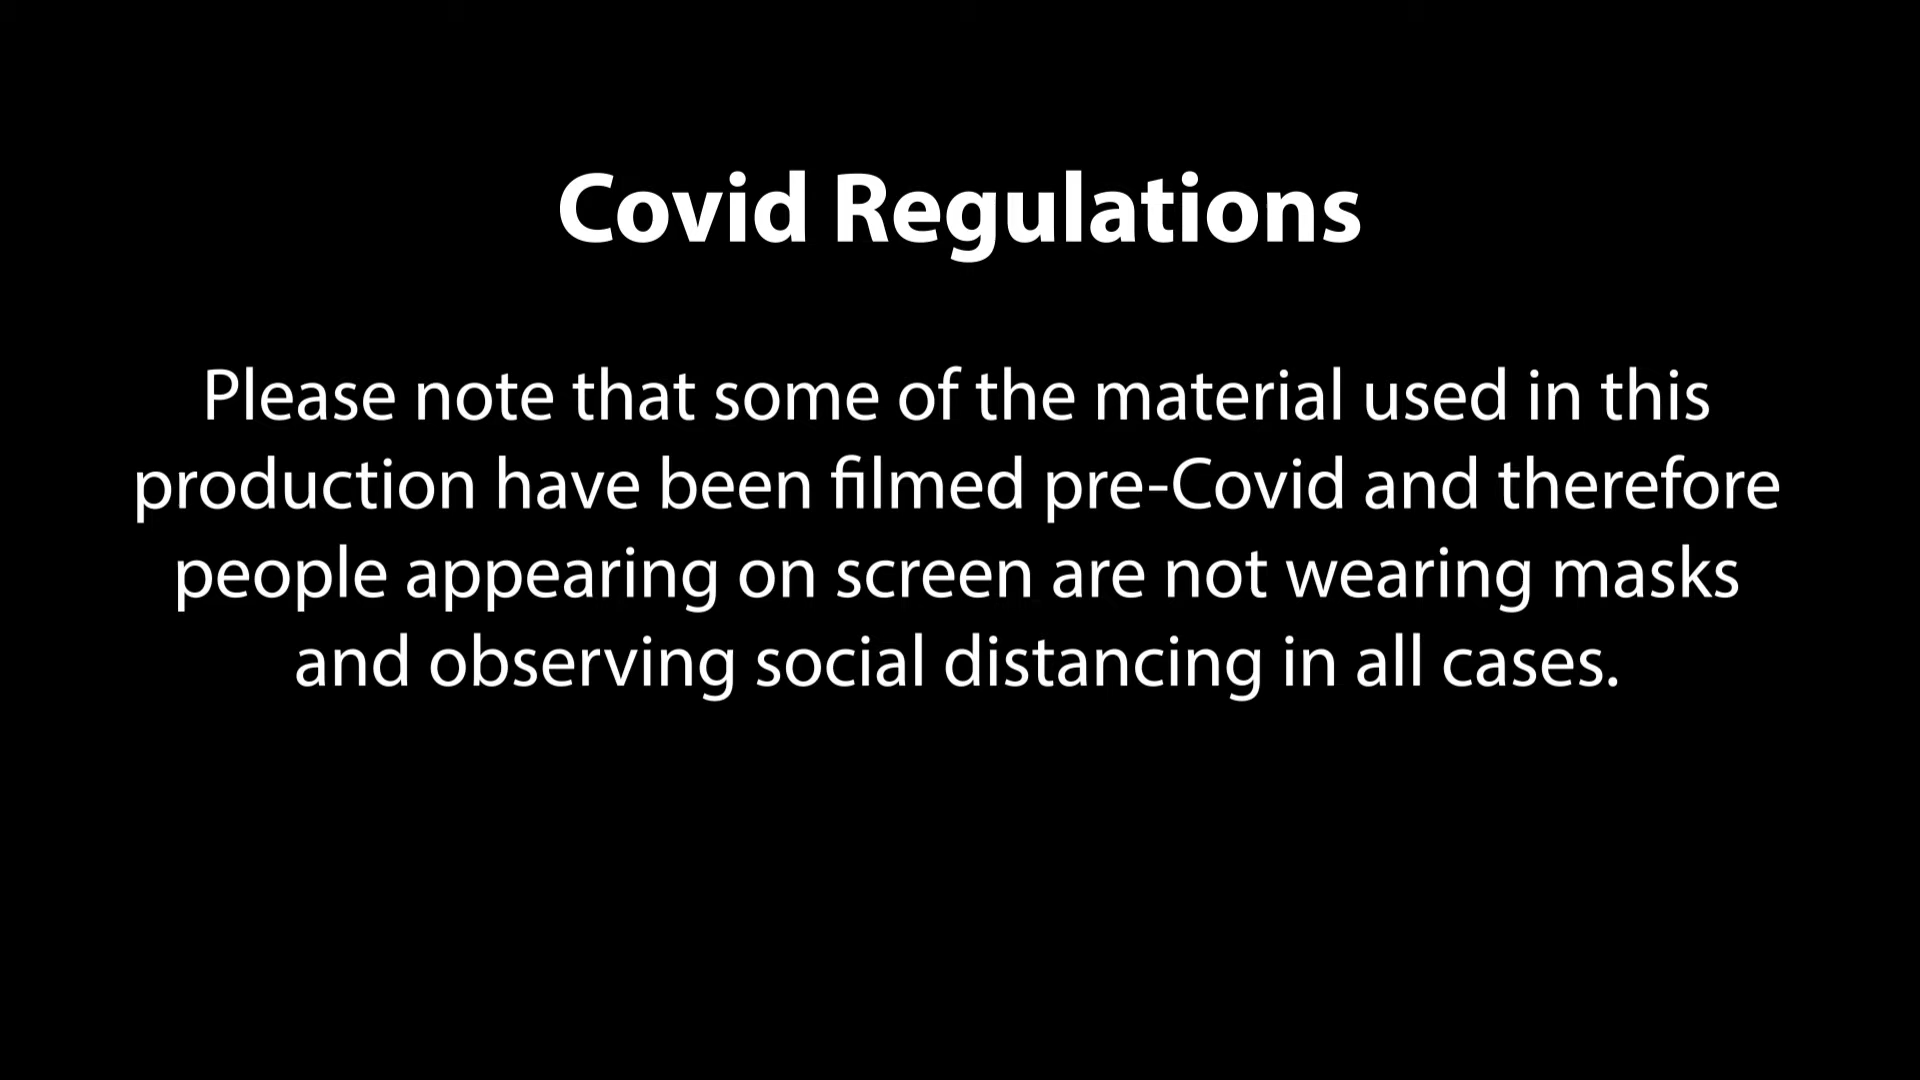 Covid Regulations
Please note that some of the material used in this
production have been filmed pre-Covid and therefore
people appearing on screen are not wearing masks
and observing social distancing in all cases.